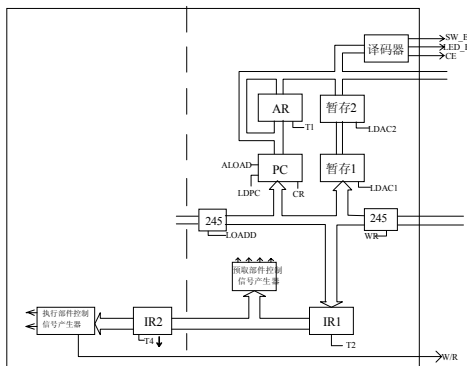 SW_E
译码器
LED_E
CE
AR
暂存2
T1
LDAC2
ALOAD
PC
暂存1
LDPC
CR
LDAC1
245
245
LOADD
WR
预取部件控制
信号产生器
执行部件控制
信号产生器
IR2
IR1
T4
T2
W/R